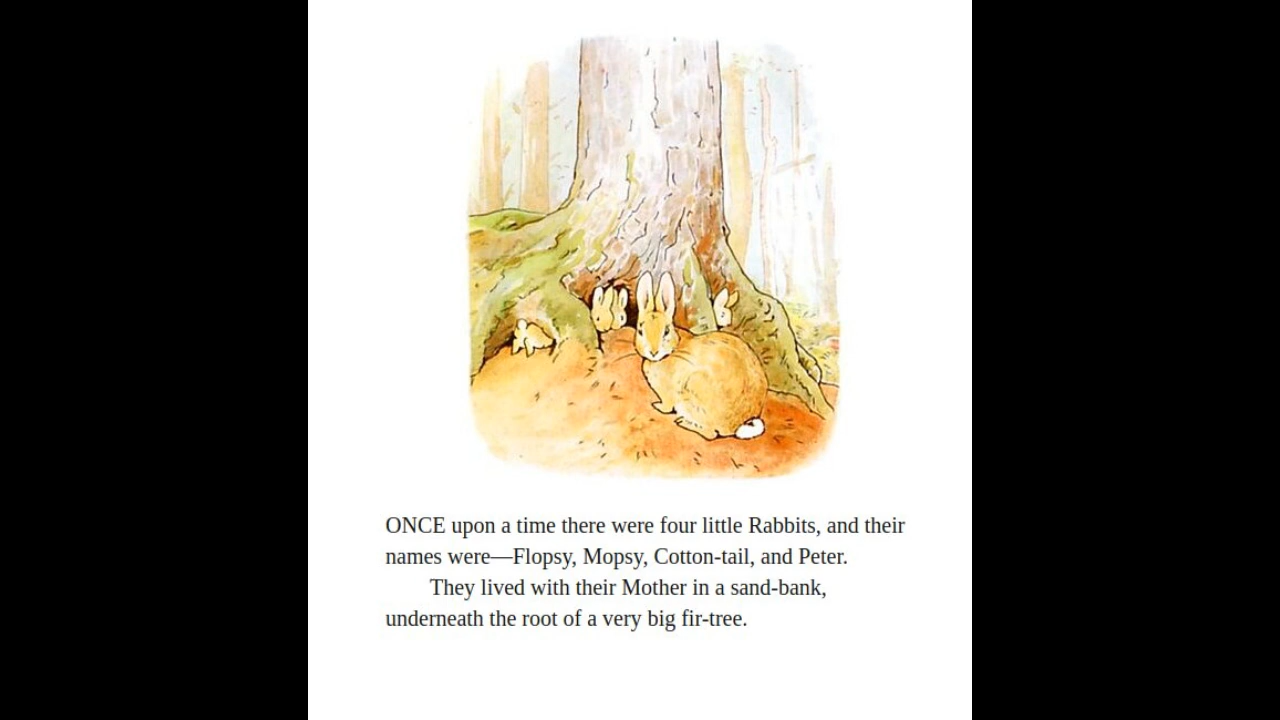 ONCE upon a time there were four little Rabbits, and their
names were—Flopsy, Mopsy, Cotton-tail, and Peter.
They lived with their Mother in a sand-bank,
underneath the root of a very big fir-tree.